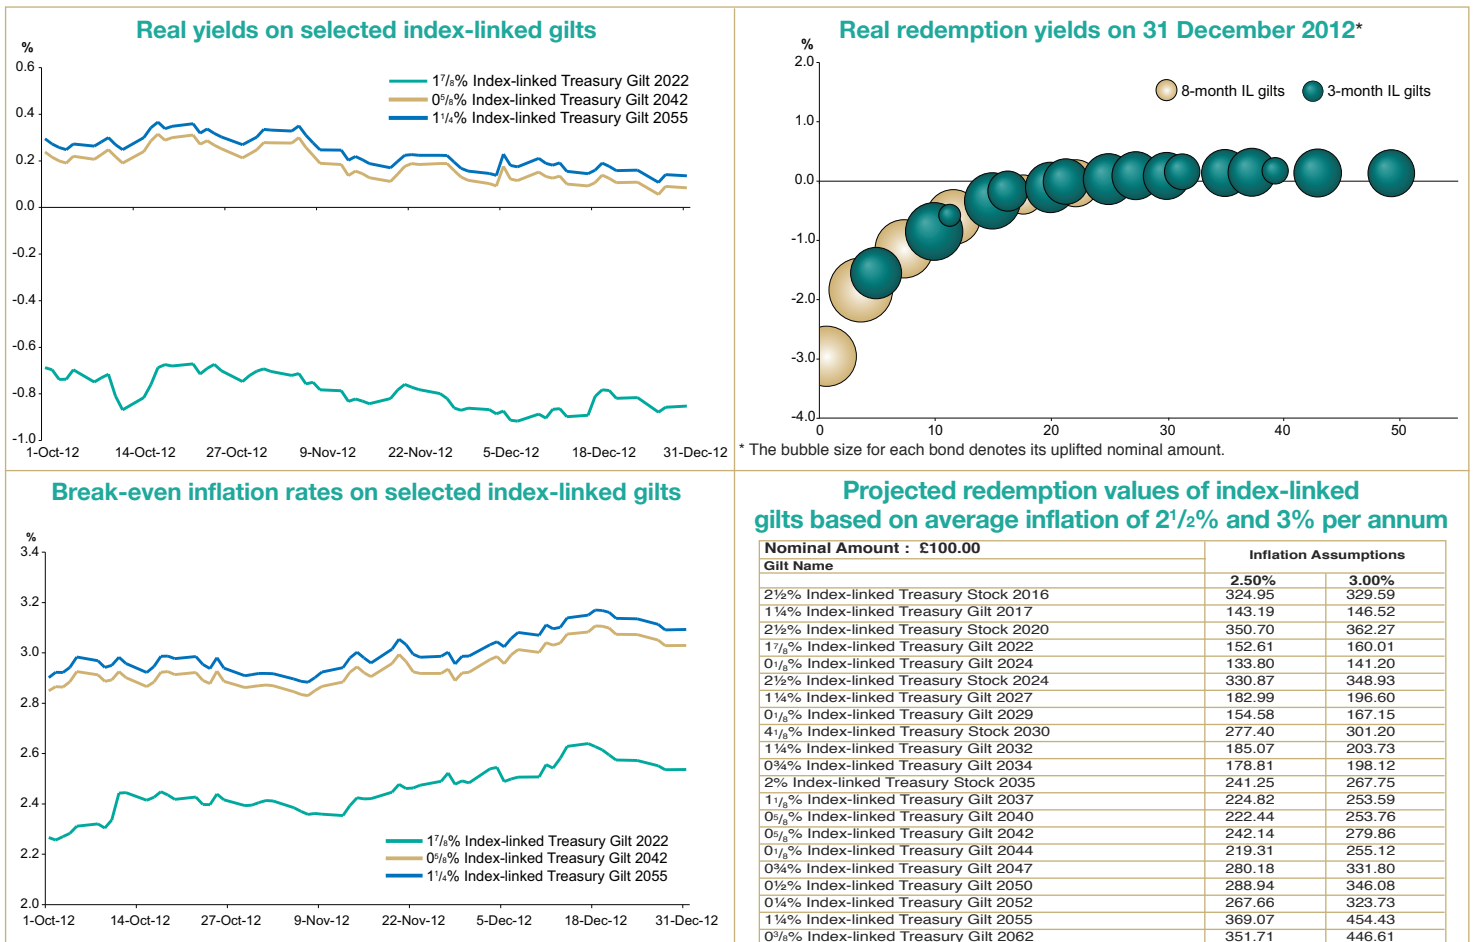 Real yields on selected index-linked gilts
%
0.6
0.4
0.2
0.0
-0.2
-0.4
-0.6
-0.8
-1.0
1⁷/₈% Index-linked Treasury Gilt 2022
0⁵/₈% Index-linked Treasury Gilt 2042
1¹/₄% Index-linked Treasury Gilt 2055
1-Oct-12 14-Oct-12 27-Oct-12 9-Nov-12 22-Nov-12 5-Dec-12 18-Dec-12 31-Dec-12
Real redemption yields on 31 December 2012*
%
2.0
1.0
0.0
-1.0
-2.0
-3.0
-4.0
8-month IL gilts 3-month IL gilts
0 10 20 30 40 50
* The bubble size for each bond denotes its uplifted nominal amount.
Break-even inflation rates on selected index-linked gilts
%
3.4
3.2
3.0
2.8
2.6
2.4
2.2
2.0
1⁷/₈% Index-linked Treasury Gilt 2022
0⁵/₈% Index-linked Treasury Gilt 2042
1¹/₄% Index-linked Treasury Gilt 2055
1-Oct-12 14-Oct-12 27-Oct-12 9-Nov-12 22-Nov-12 5-Dec-12 18-Dec-12 31-Dec-12
Projected redemption values of index-linked
gilts based on average inflation of 2¹/₂% and 3% per annum
Nominal Amount : £100.00 Inflation Assumptions
Gilt Name
2.50% 3.00%
2½% Index-linked Treasury Stock 2016 324.95 329.59
1¼% Index-linked Treasury Gilt 2017 143.19 146.52
2½% Index-linked Treasury Stock 2020 350.70 362.27
1⁷/₈% Index-linked Treasury Gilt 2022 152.61 160.01
0¹/₈% Index-linked Treasury Gilt 2024 133.80 141.20
2½% Index-linked Treasury Stock 2024 330.87 348.93
1¼% Index-linked Treasury Gilt 2027 182.99 196.60
0¹/₈% Index-linked Treasury Gilt 2029 154.58 167.15
4¹/₈% Index-linked Treasury Stock 2030 277.40 301.20
1¼% Index-linked Treasury Gilt 2032 185.07 203.73
0¾% Index-linked Treasury Gilt 2034 178.81 198.12
2% Index-linked Treasury Stock 2035 241.25 267.75
1¹/₈% Index-linked Treasury Gilt 2037 224.82 253.59
0⁵/₈% Index-linked Treasury Gilt 2040 222.44 253.76
0⁵/₈% Index-linked Treasury Gilt 2042 242.14 279.86
0¹/₈% Index-linked Treasury Gilt 2044 219.31 255.12
0¾% Index-linked Treasury Gilt 2047 280.18 331.80
0½% Index-linked Treasury Gilt 2050 288.94 346.08
0¼% Index-linked Treasury Gilt 2052 267.66 323.73
1¼% Index-linked Treasury Gilt 2055 369.07 454.43
0³/₈% Index-linked Treasury Gilt 2062 351.71 446.61